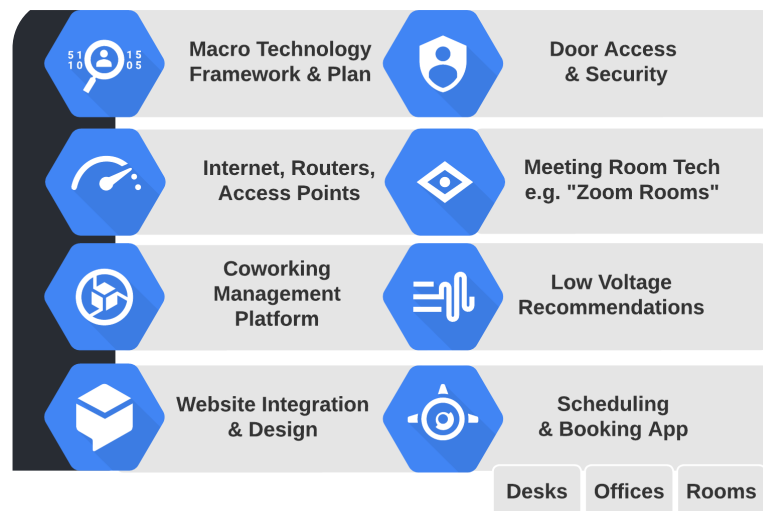 51
10
15
05
Macro Technology
Framework & Plan
Door Access
& Security
Internet, Routers,
Access Points
Meeting Room Tech
e.g. "Zoom Rooms"
Coworking
Management
Platform
Low Voltage
Recommendations
Website Integration
& Design
Scheduling
& Booking App
Desks
Offices
Rooms